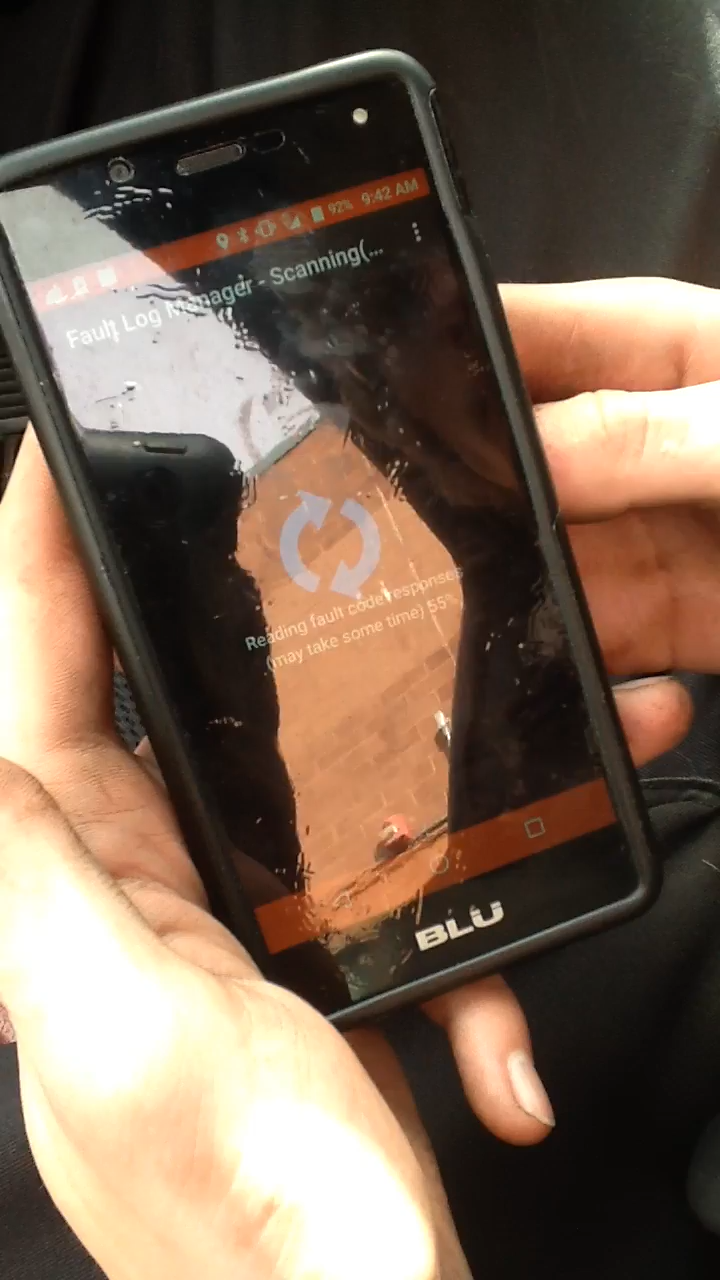 92% 9:42 AM
Fault Log Manager - Scanning(...
Reading fault code responses
(may take some time) 55%
BLU